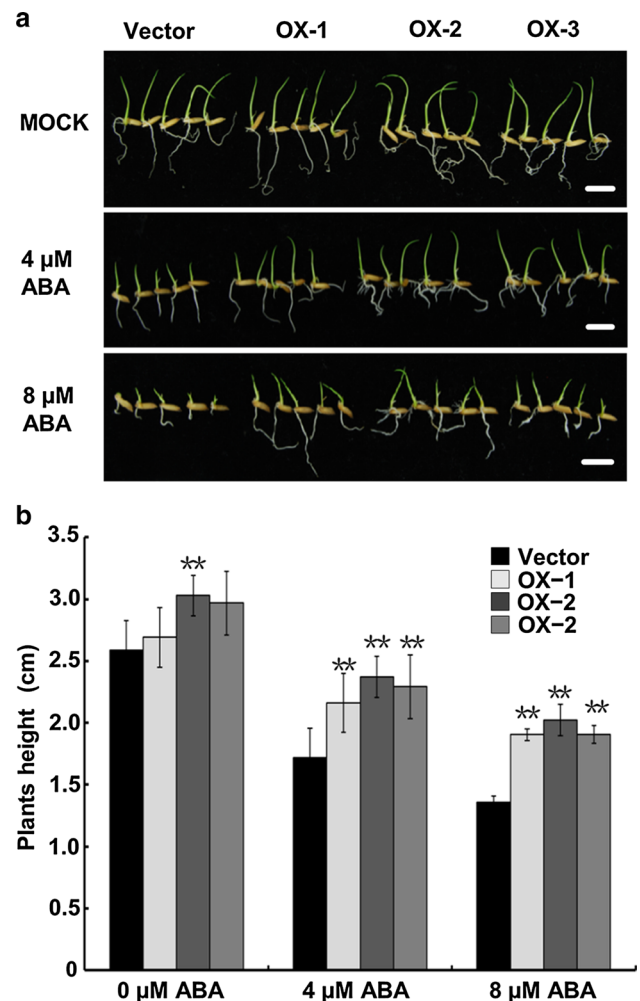 a
Vector OX-1 OX-2 OX-3
MOCK
4 µM
ABA
8 µM
ABA
b
3.5
3.0
2.5
2.0
1.5
1.0
0.5
0
Plants height (cm)
** 
** ** **
** ** **
Vector
OX-1
OX-2
OX-2
0 µM ABA 4 µM ABA 8 µM ABA